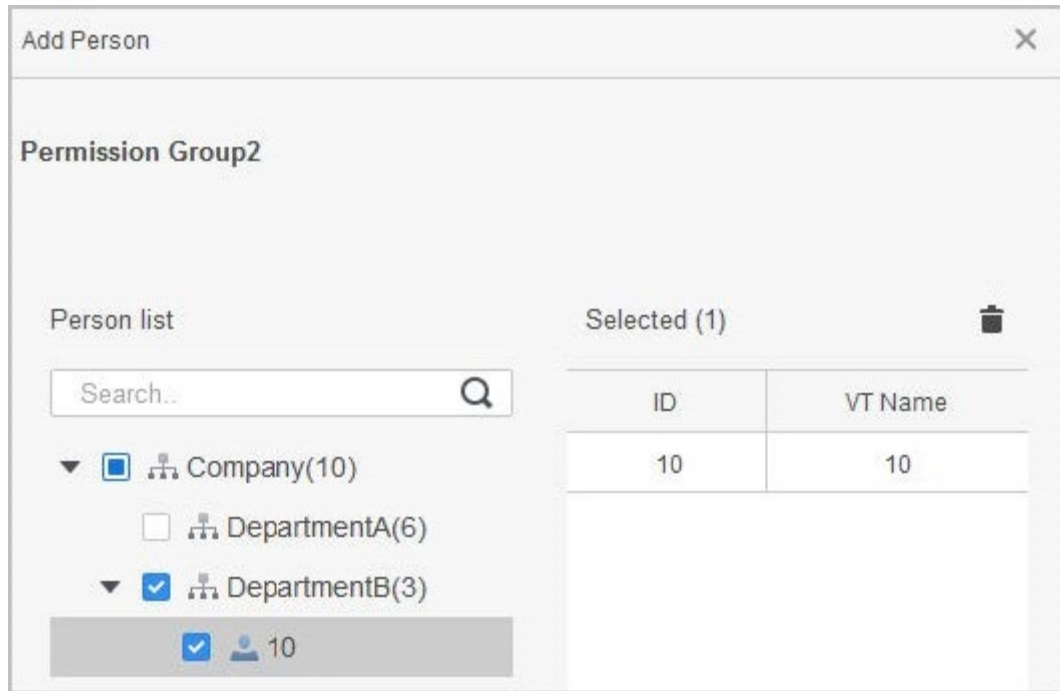 Add Person
Permission Group2
Person list
Search..
Company(10)
DepartmentA(6)
DepartmentB(3)
10
Selected (1)
ID VT Name
10 10